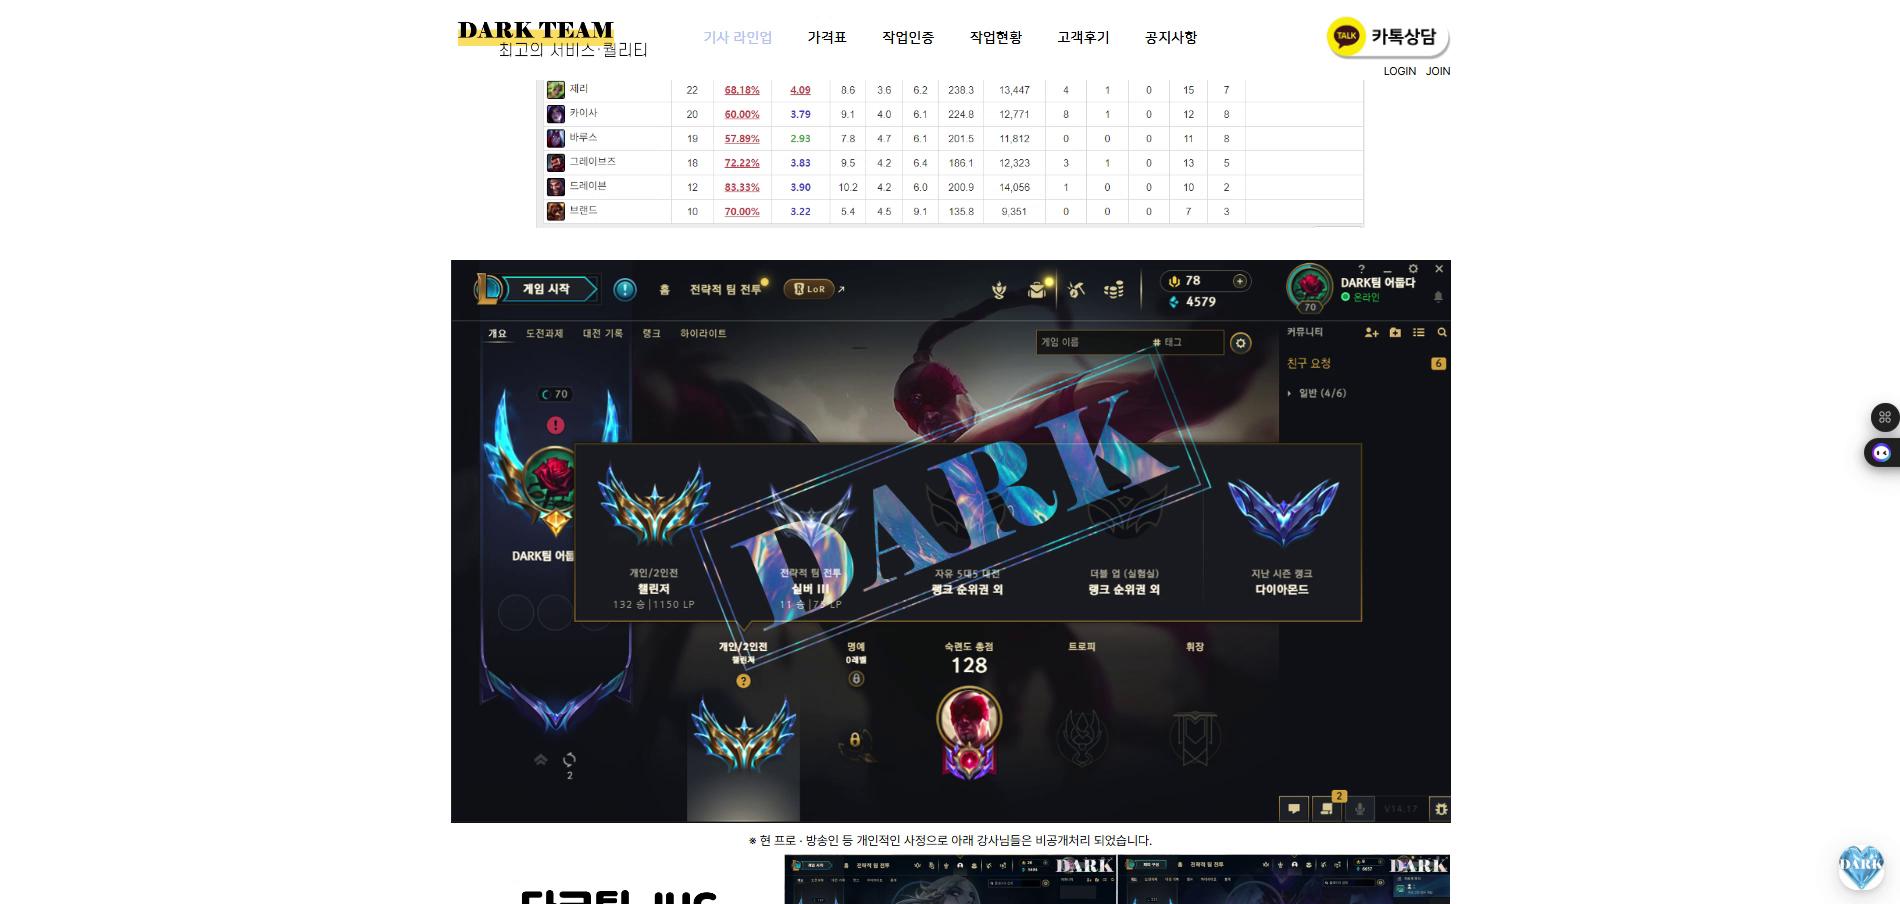 DARK TEAM
최고의 서비스·퀄리티
기사 라인업 가격표 작업인증 작업현황 고객후기 공지사항
TALK 카톡상담
LOGIN JOIN
제리 22 68.18% 4.09 8.6 3.6 6.2 238.3 13,447 4 1 0 15 7
카이사 20 60.00% 3.79 9.1 4.0 6.1 224.8 12,771 8 1 0 12 8
바루스 19 57.89% 2.93 7.8 4.7 6.1 201.5 11,812 0 0 0 11 8
그레이브즈 18 72.22% 3.83 9.5 4.2 6.4 186.1 12,323 3 1 0 13 5
드레이븐 12 83.33% 3.90 10.2 4.2 6.0 200.9 14,056 1 0 0 10 2
브랜드 10 70.00% 3.22 5.4 4.5 9.1 135.8 9,351 0 0 0 7 3
게임 시작 홈 전략적 팀 전투 LoR 78
4579
DARK팀 어둡다
온라인
70
개요 도전과제 대전 기록 랭크 하이라이트
게임 이름 # 태그
커뮤니티
친구 요청 6
일반 (4/6)
70
DARK
DARK팀 어둡
개인/2인전
챌린저
132 승 | 1150 LP
전략적 팀 전투
실버 III
11 승 | 75 LP
자유 5대5 대전
랭크 순위권 외
더블 업 (실험실)
랭크 순위권 외
지난 시즌 랭크
다이아몬드
개인/2인전
챌린저
명예
0레벨
숙련도 총점
128
트로피
휘장
2
2
V14.17
※ 현 프로 · 방송인 등 개인적인 사정으로 아래 강사님들은 비공개처리 되었습니다.
DARK
DARK
DARK